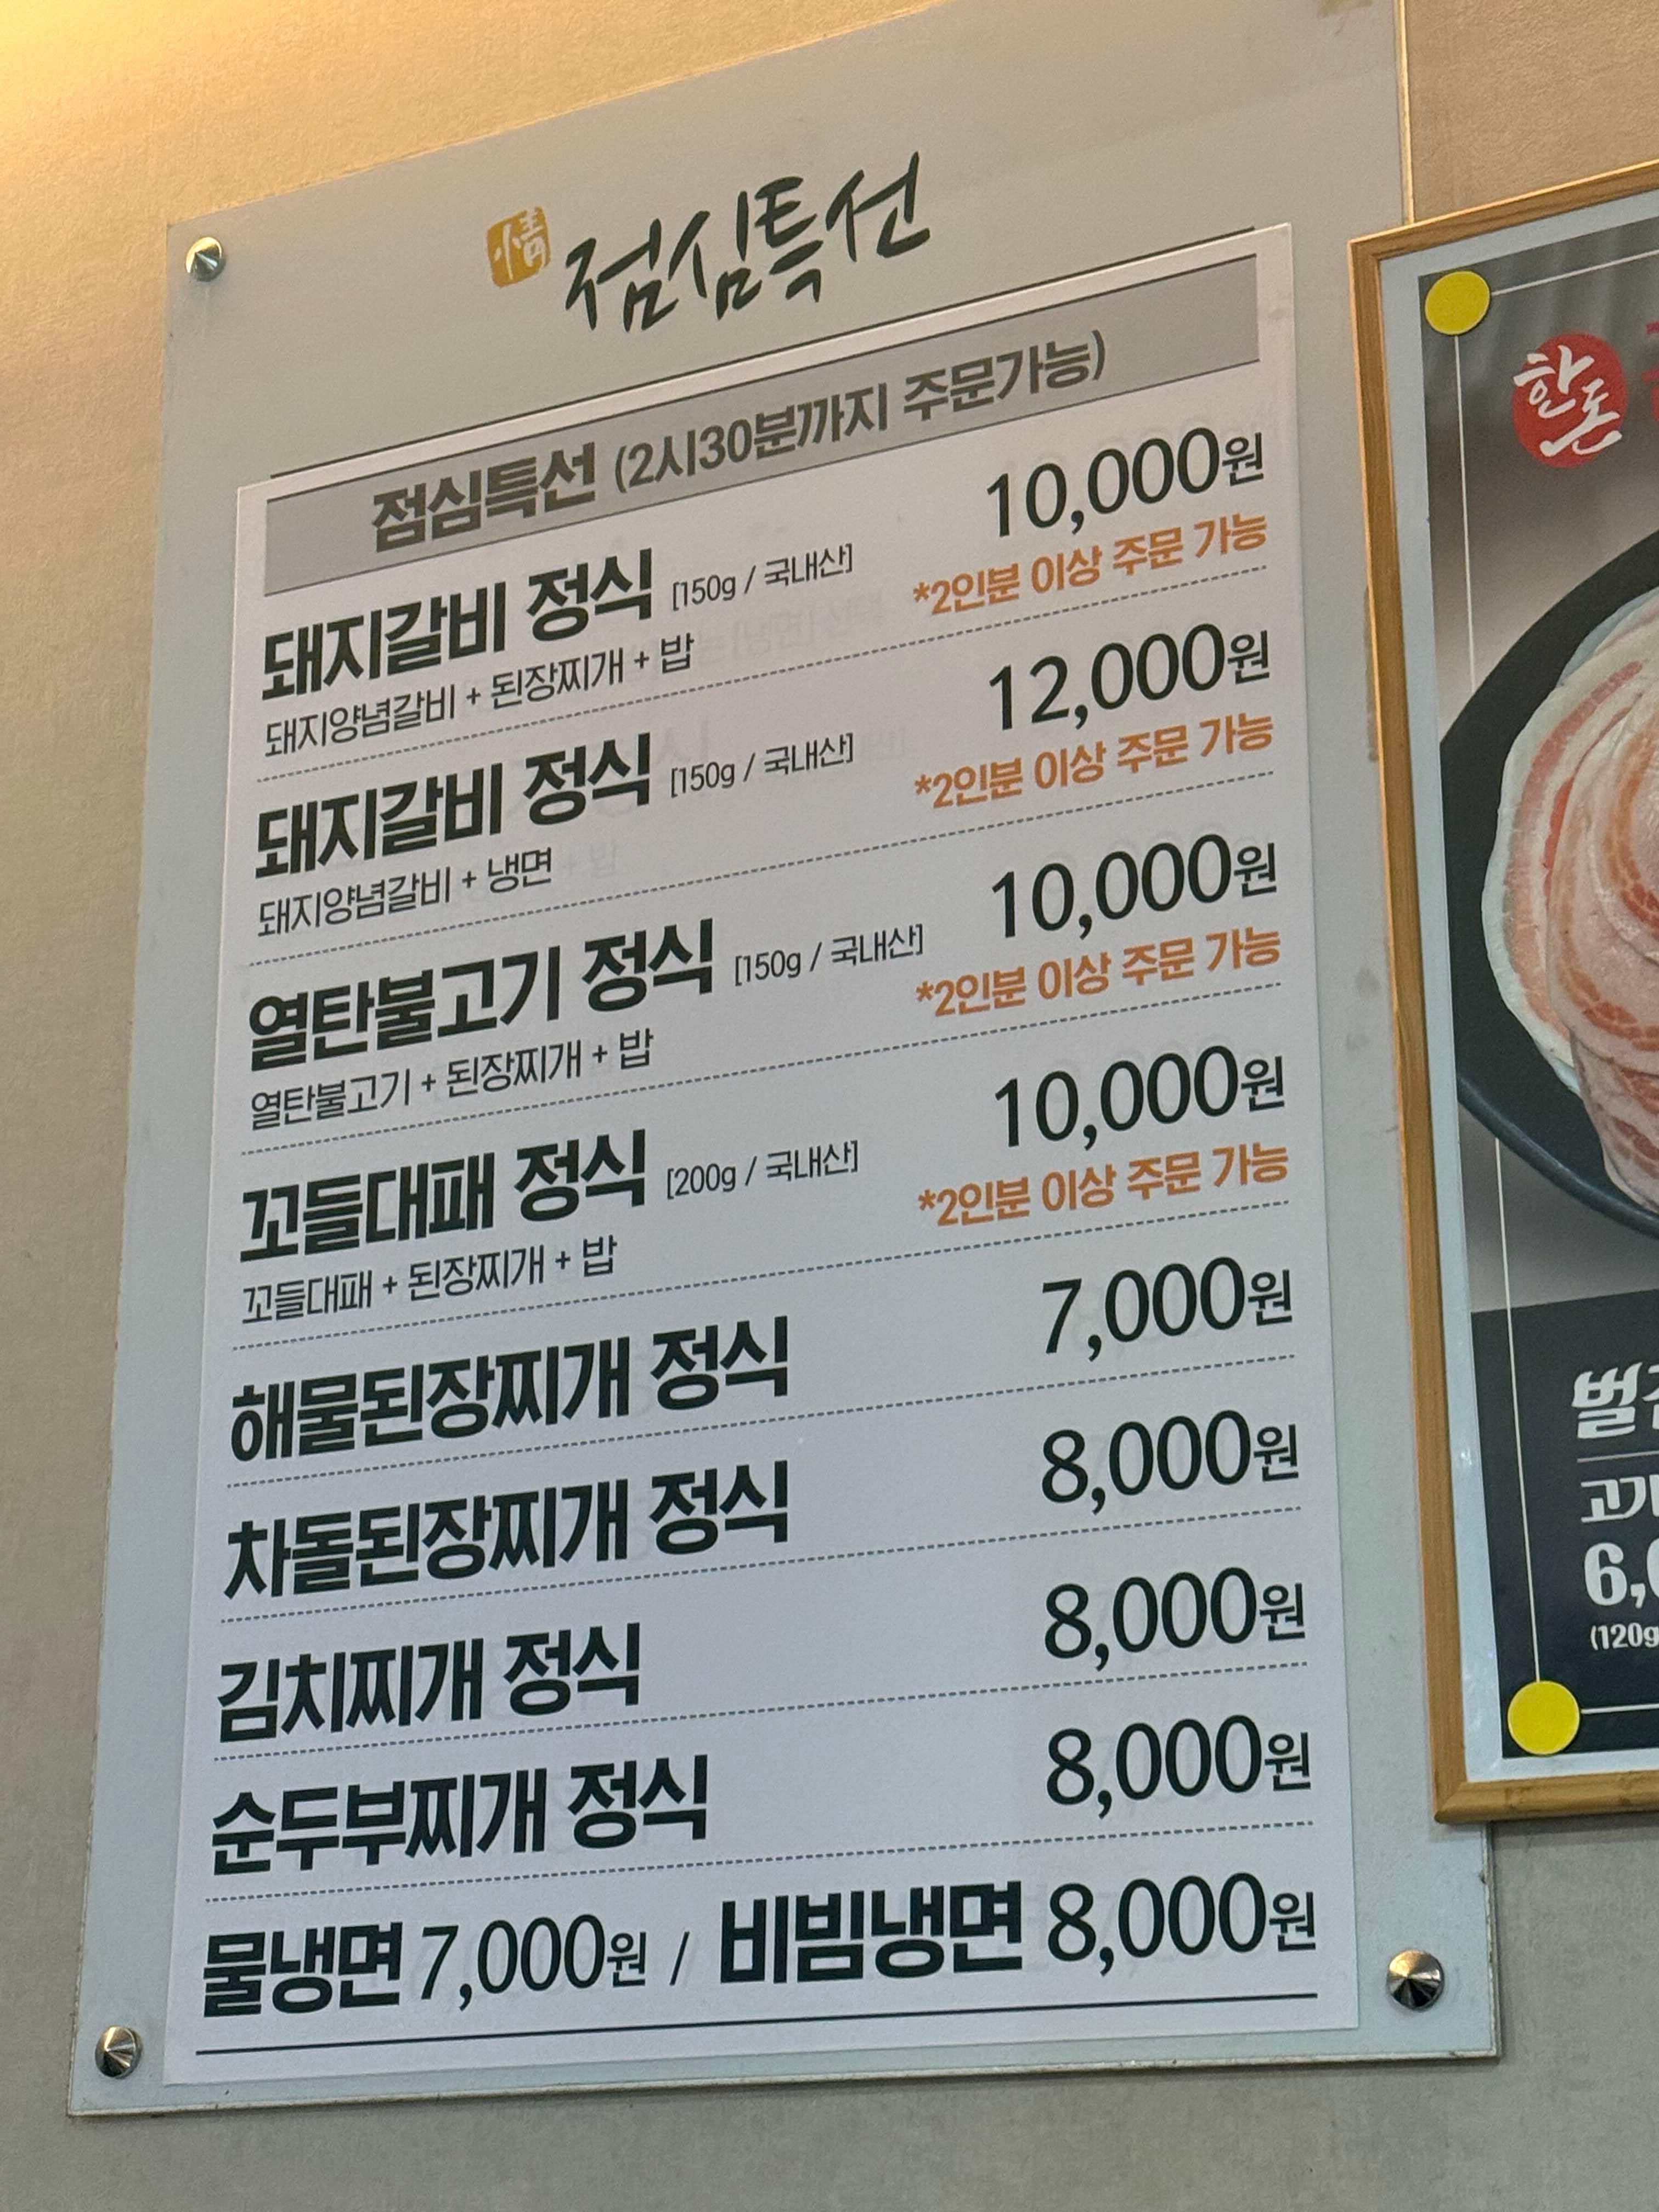 情 점심특선
점심특선 (2시30분까지 주문가능)
돼지갈비 정식 [150g / 국내산] 10,000원
돼지양념갈비 + 된장찌개 + 밥 *2인분 이상 주문 가능
돼지갈비 정식 [150g / 국내산] 12,000원
돼지양념갈비 + 냉면 *2인분 이상 주문 가능
열탄불고기 정식 [150g / 국내산] 10,000원
열탄불고기 + 된장찌개 + 밥 *2인분 이상 주문 가능
꼬들대패 정식 [200g / 국내산] 10,000원
꼬들대패 + 된장찌개 + 밥 *2인분 이상 주문 가능
해물된장찌개 정식 7,000원
차돌된장찌개 정식 8,000원
김치찌개 정식 8,000원
순두부찌개 정식 8,000원
물냉면 7,000원 / 비빔냉면 8,000원
한돈
(120g